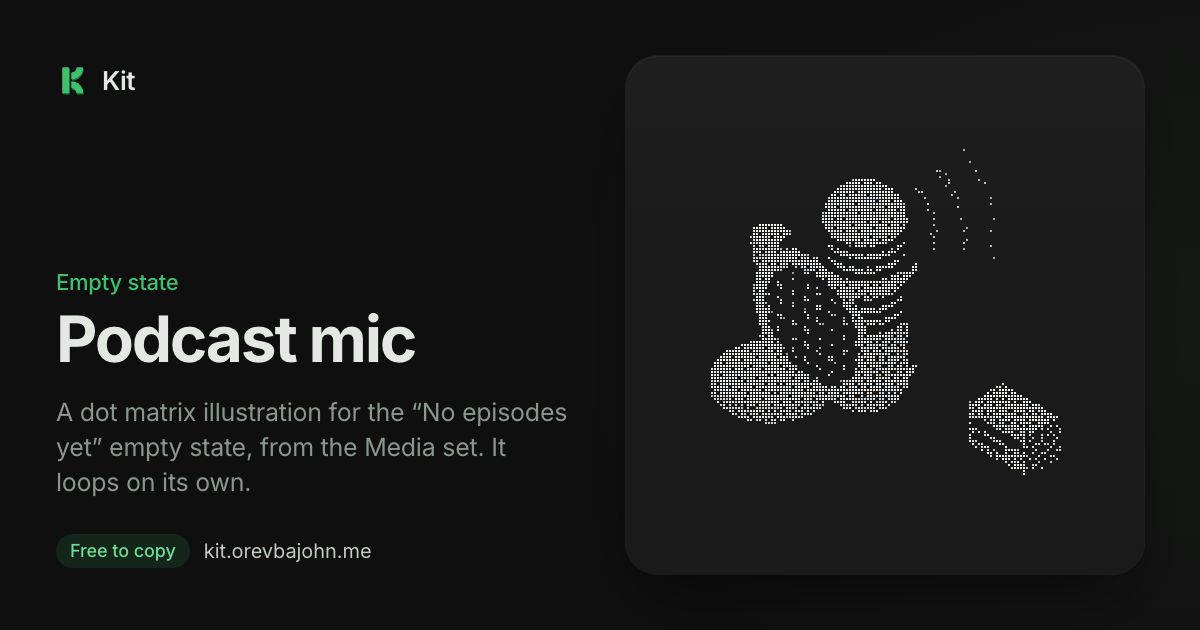 Kit
Empty state
Podcast mic
A dot matrix illustration for the “No episodes
yet” empty state, from the Media set. It
loops on its own.
Free to copy
kit.orevbajohn.me